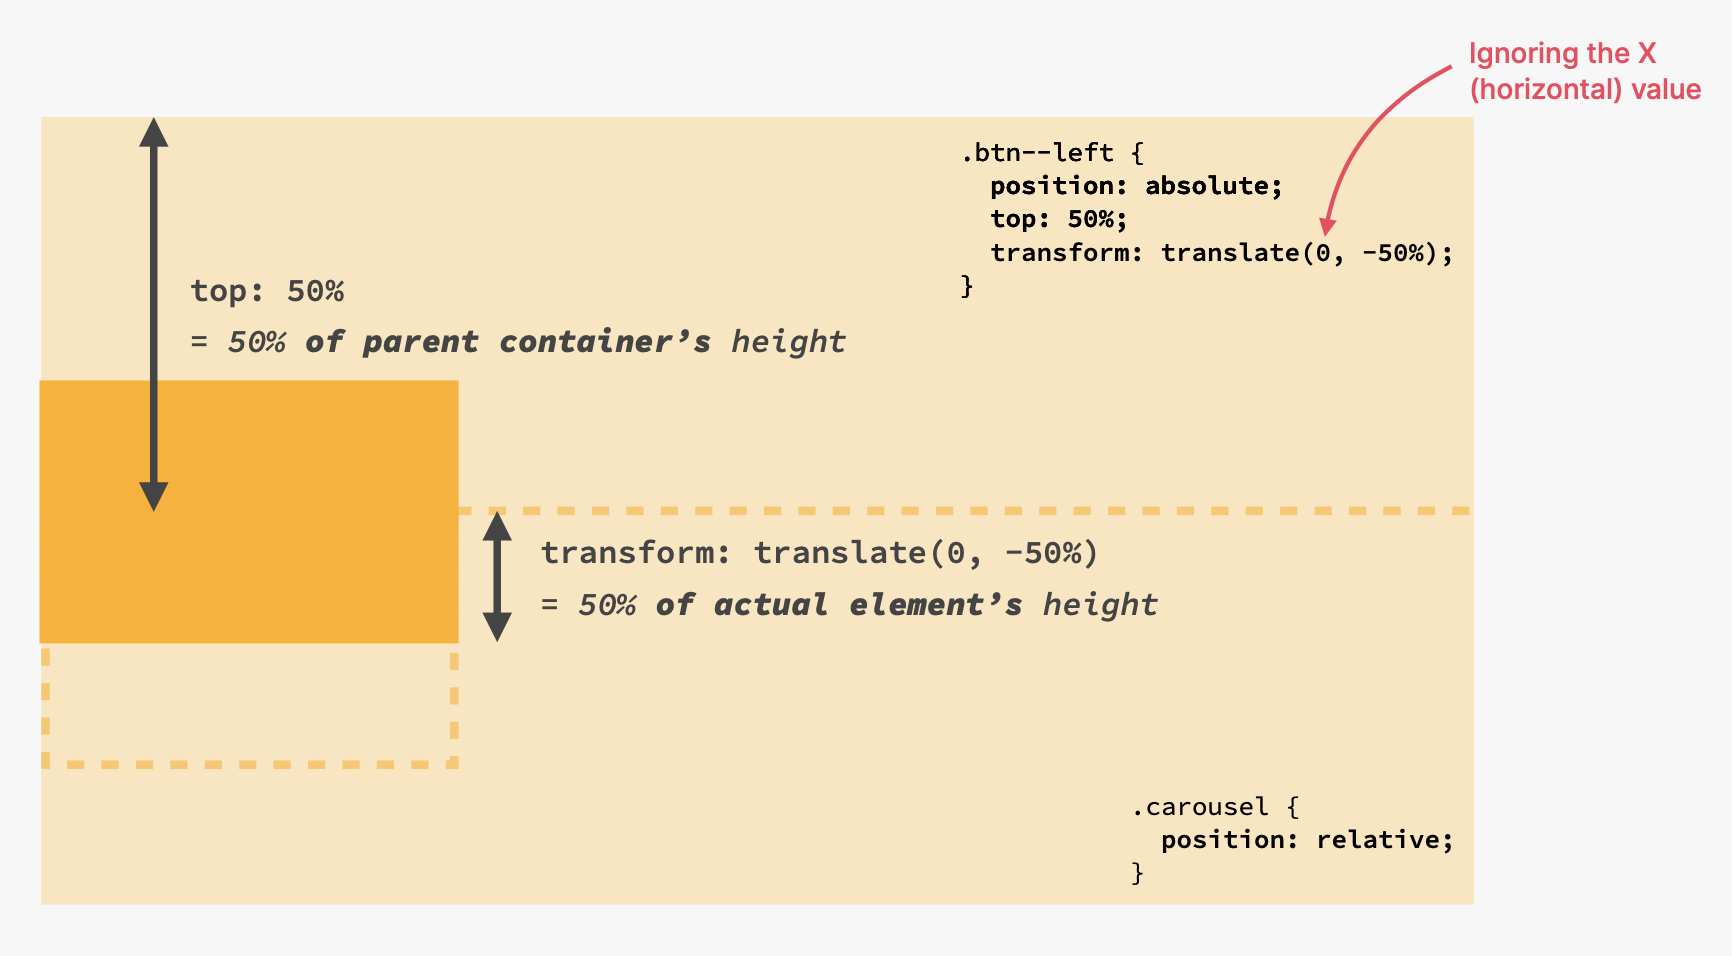 Ignoring the X
(horizontal) value
.btn--left {
position: absolute;
top: 50%;
transform: translate(0, -50%);
}
top: 50%
= 50% of parent container’s height
transform: translate(0, -50%)
= 50% of actual element’s height
.carousel {
position: relative;
}